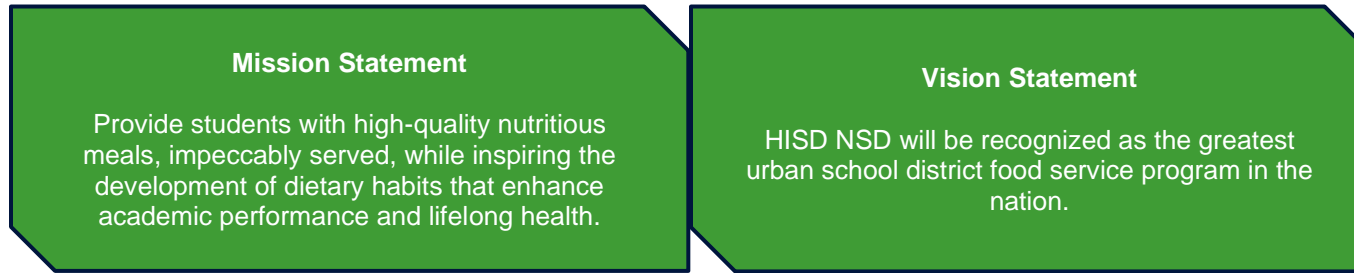 Mission Statement
Provide students with high-quality nutritious
meals, impeccably served, while inspiring the
development of dietary habits that enhance
academic performance and lifelong health.
Vision Statement
HISD NSD will be recognized as the greatest
urban school district food service program in the
nation.